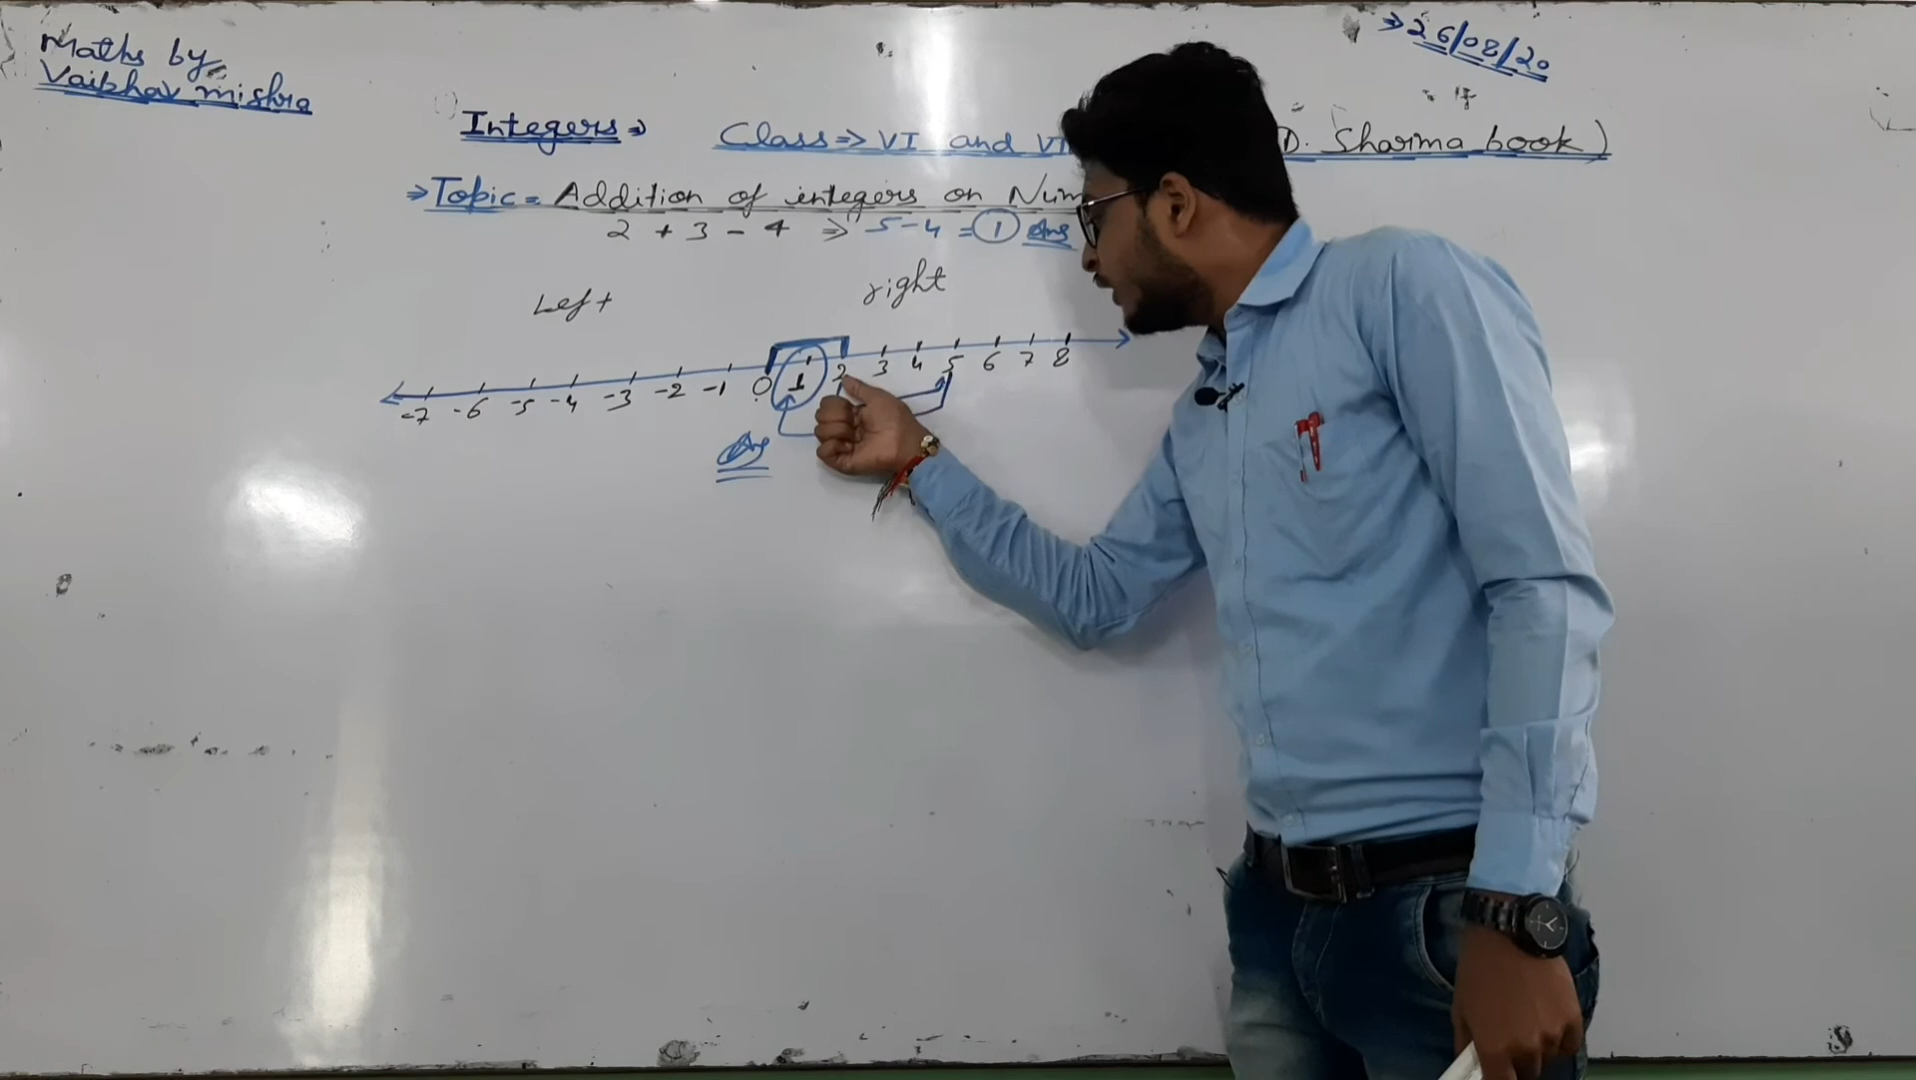 Maths by
Vaibhav mishra
⇒ 26/08/20
Integers ⇒ Class ⇒ VI and VI D. Sharma book)
⇒ Topic = Addition of integers on Num
2 + 3 - 4 ⇒ 5 - 4 = 1 Ans
Left right
-7 -6 -5 -4 -3 -2 -1 0 1 2 3 4 5 6 7 8
Ans